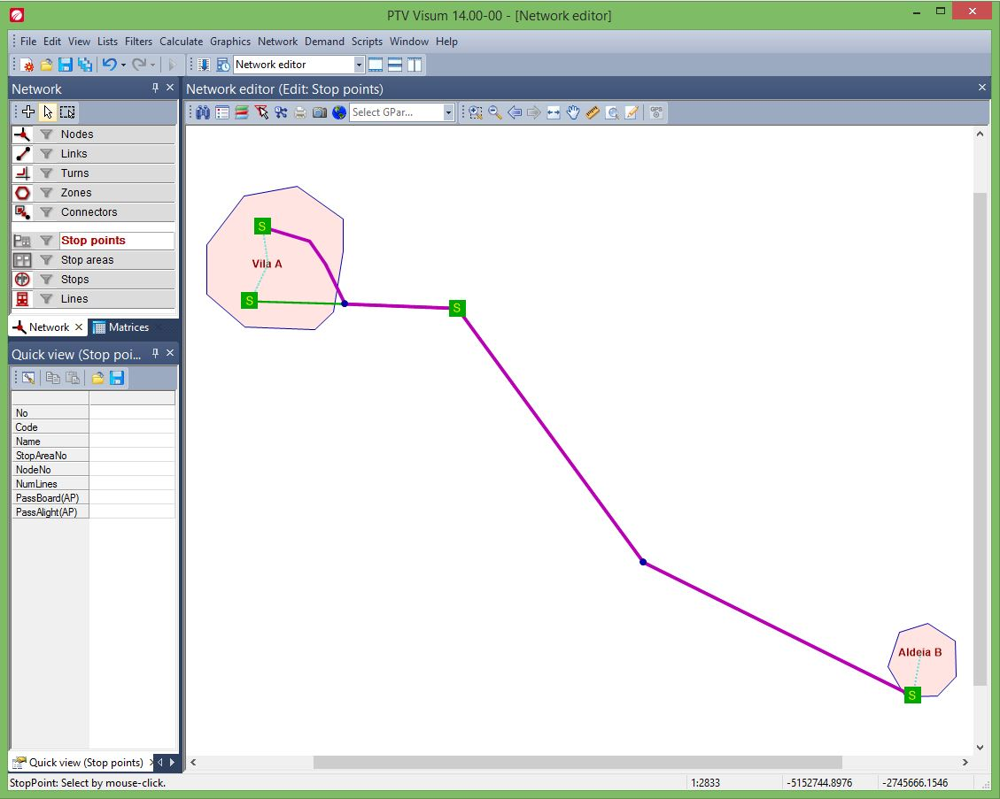 PTV Visum 14.00-00 - [Network editor]
File Edit View Lists Filters Calculate Graphics Network Demand Scripts Window Help
Network editor
Network
Network editor (Edit: Stop points)
Select GPar...
GPS
Nodes
Links
Turns
Zones
Connectors
Stop points
Stop areas
Stops
Lines
Network
Matrices
Quick view (Stop poi...
No
Code
Name
StopAreaNo
NodeNo
NumLines
PassBoard(AP)
PassAlight(AP)
S
Vila A
S
S
Aldeia B
S
Quick view (Stop points)
StopPoint: Select by mouse-click.
1:2833
-5152744.8976
-2745666.1546